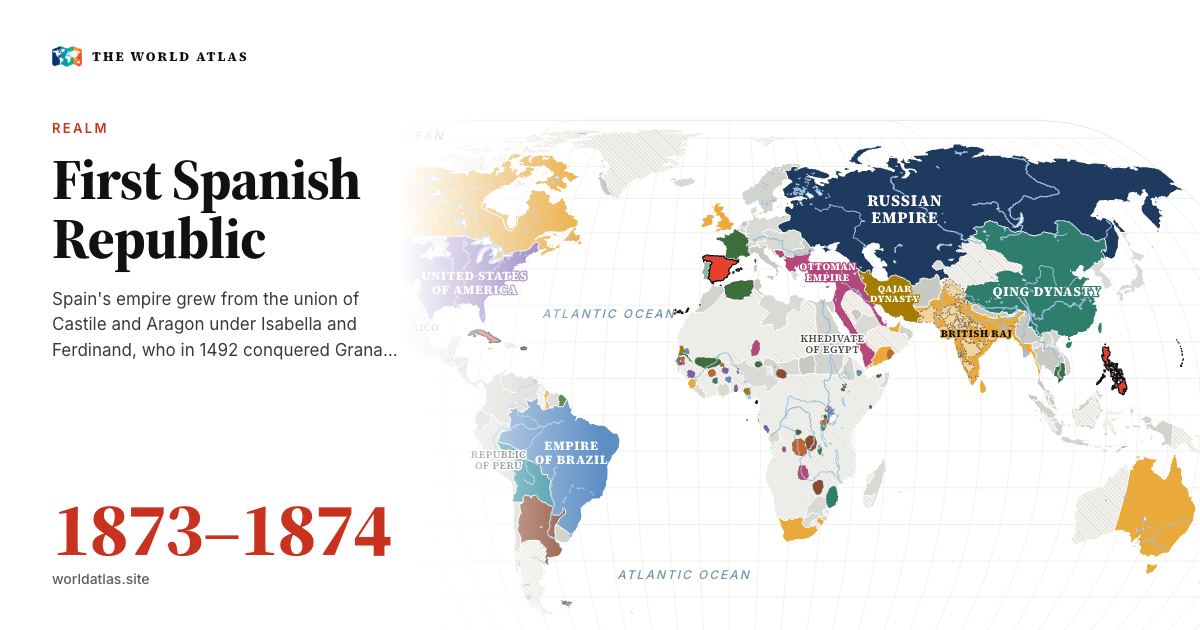 THE WORLD ATLAS
REALM
First Spanish
Republic
Spain's empire grew from the union of
Castile and Aragon under Isabella and
Ferdinand, who in 1492 conquered Grana…
1873–1874
worldatlas.site
EAN
RUSSIAN
EMPIRE
UNITED STATES
OF AMERICA
OTTOMAN
EMPIRE
QAJAR
DYNASTY
QING DYNASTY
ATLANTIC OCEAN
EXICO
KHEDIVATE
OF EGYPT
BRITISH RAJ
EMPIRE
OF BRAZIL
REPUBLIC
OF PERU
ATLANTIC OCEAN